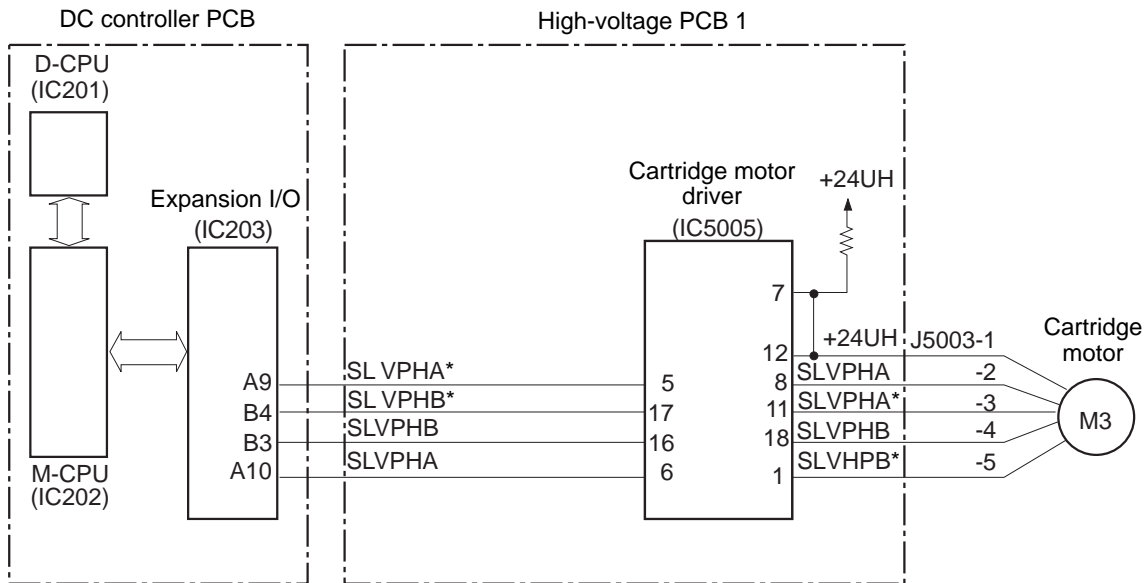 DC controller PCB
High-voltage PCB 1
D-CPU
(IC201)
Expansion I/O
(IC203)
M-CPU
(IC202)
A9
B4
B3
A10
SL VPHA*
SL VPHB*
SLVPHB
SLVPHA
Cartridge motor
driver
(IC5005)
5
17
16
6
7
12
8
11
18
1
+24UH
+24UH
J5003-1
SLVPHA
-2
SLVPHA*
-3
SLVPHB
-4
SLVHPB*
-5
Cartridge
motor
M3